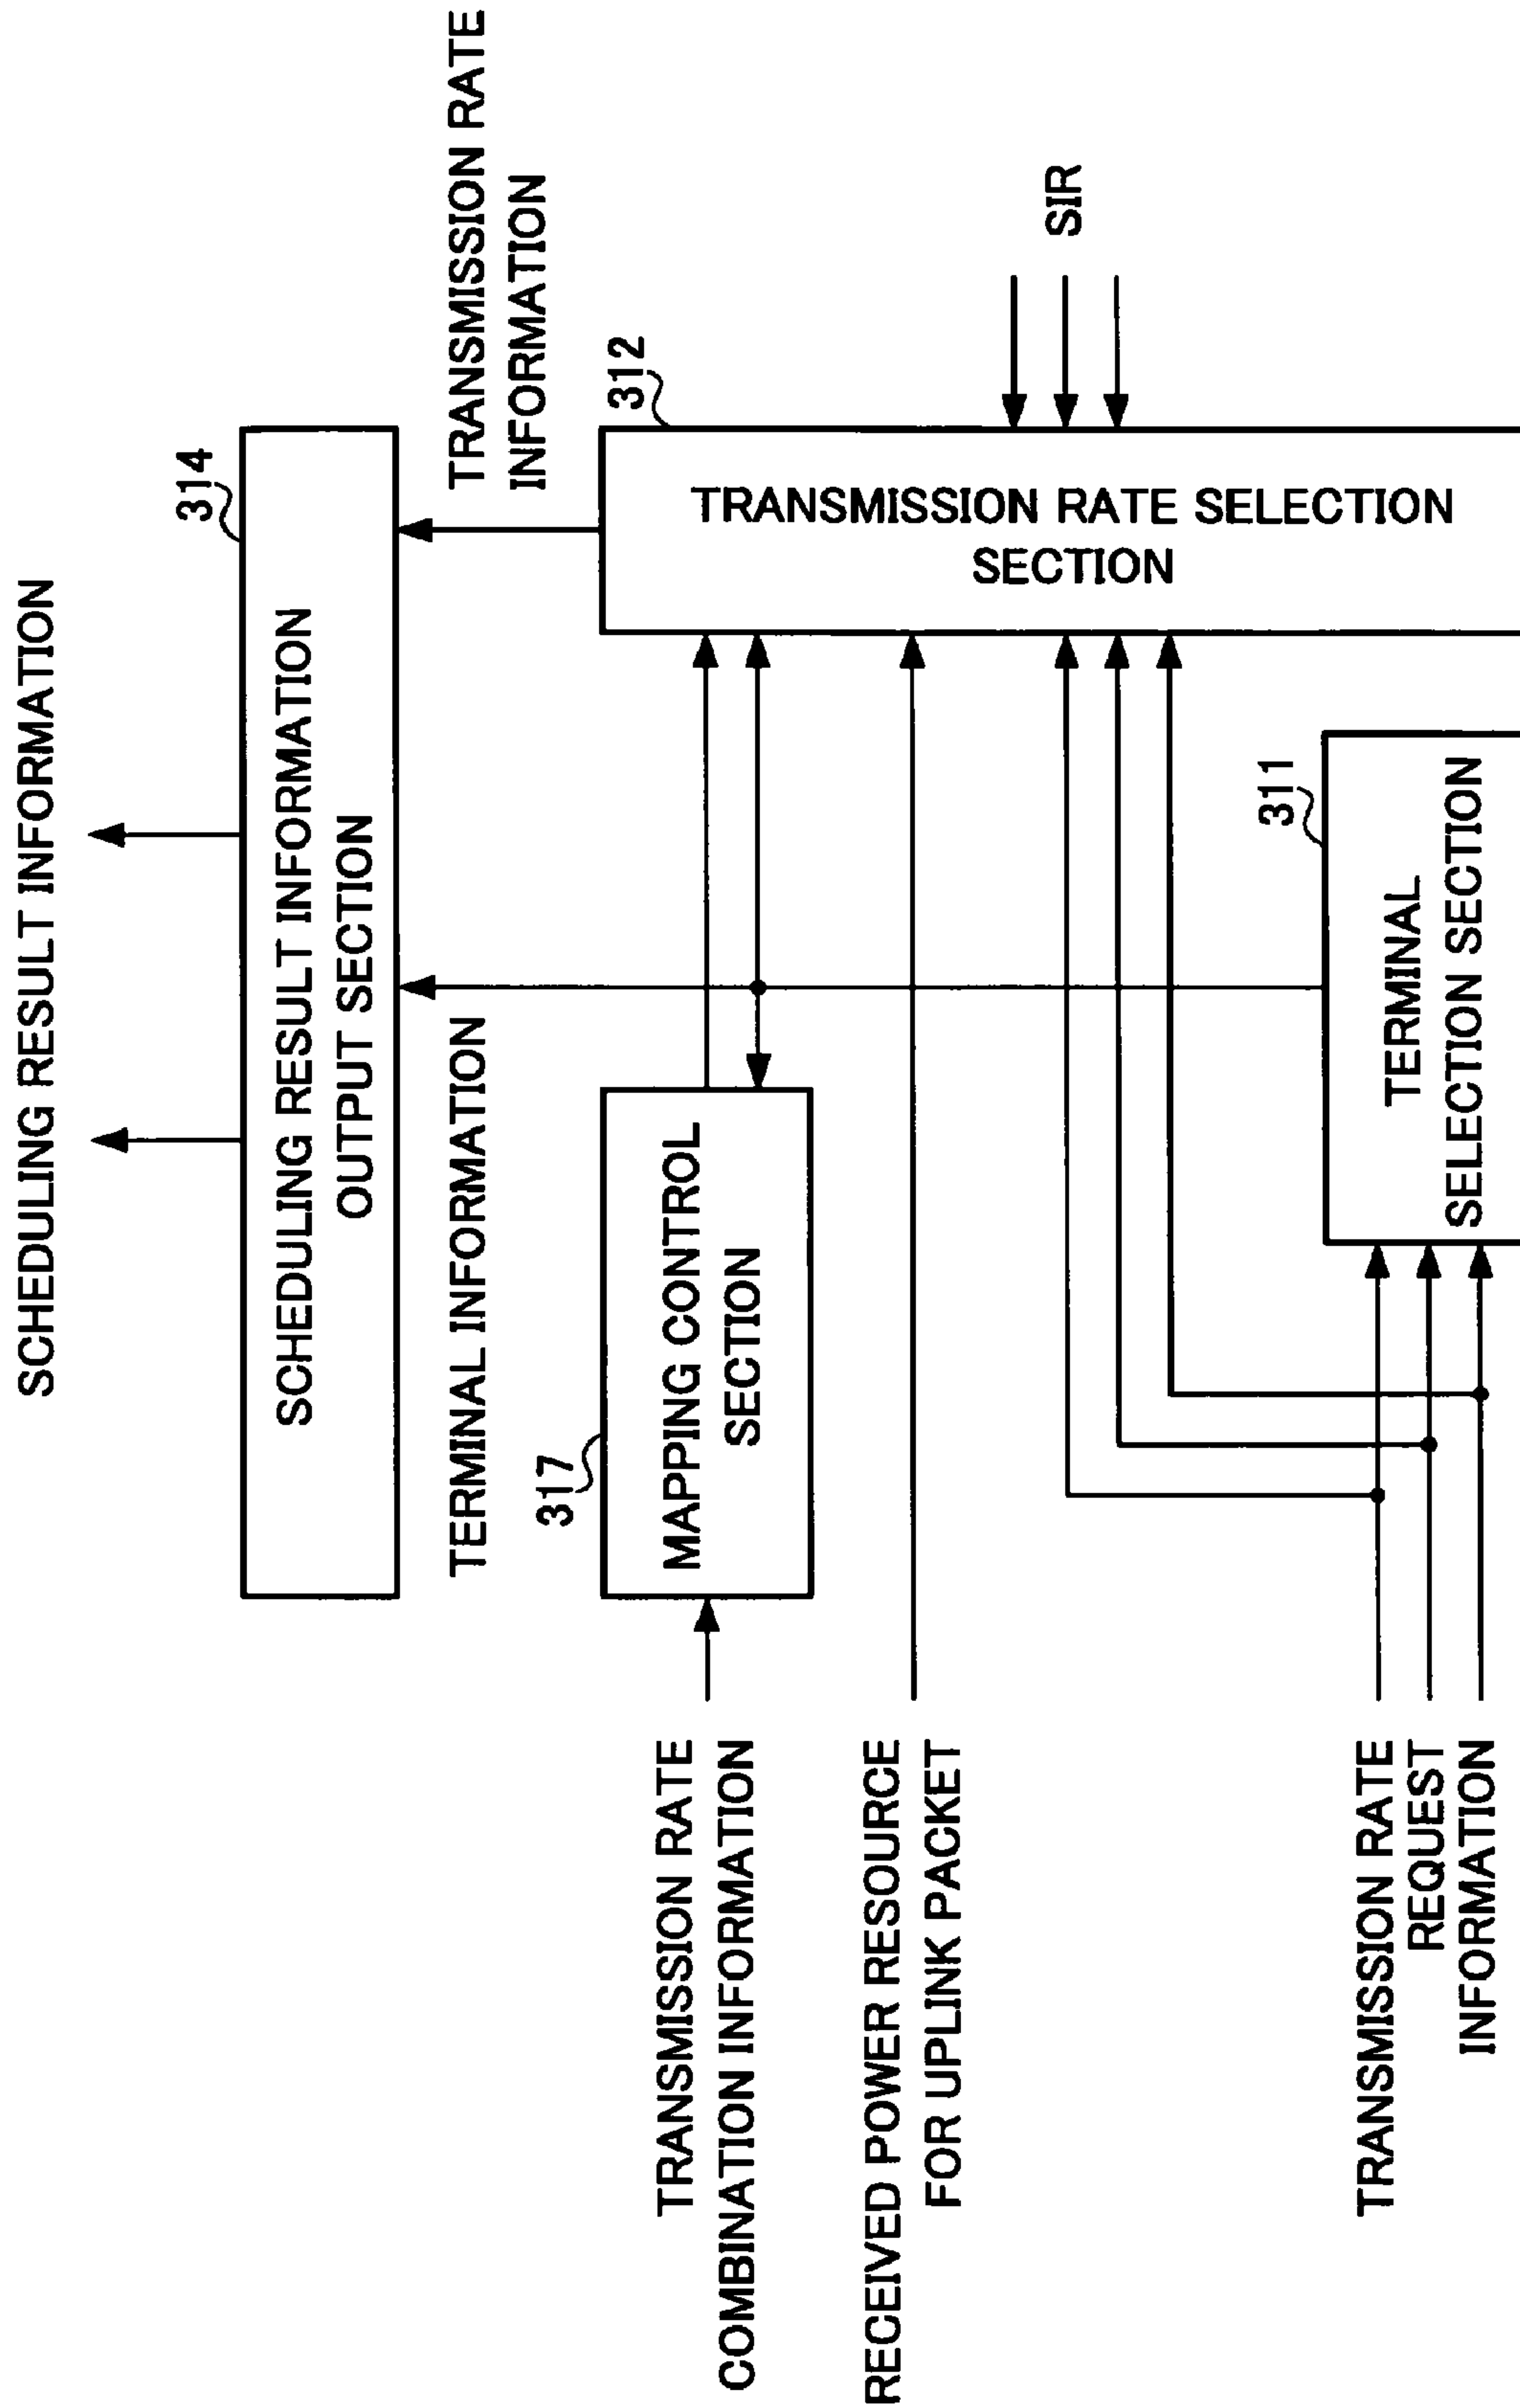 SCHEDULING RESULT INFORMATION
314
SCHEDULING RESULT INFORMATION
OUTPUT SECTION
TERMINAL INFORMATION
TRANSMISSION RATE
INFORMATION
317
MAPPING CONTROL
SECTION
312
TRANSMISSION RATE SELECTION
SECTION
SIR
TRANSMISSION RATE
COMBINATION INFORMATION
RECEIVED POWER RESOURCE
FOR UPLINK PACKET
311
TERMINAL
SELECTION SECTION
TRANSMISSION RATE
REQUEST
INFORMATION